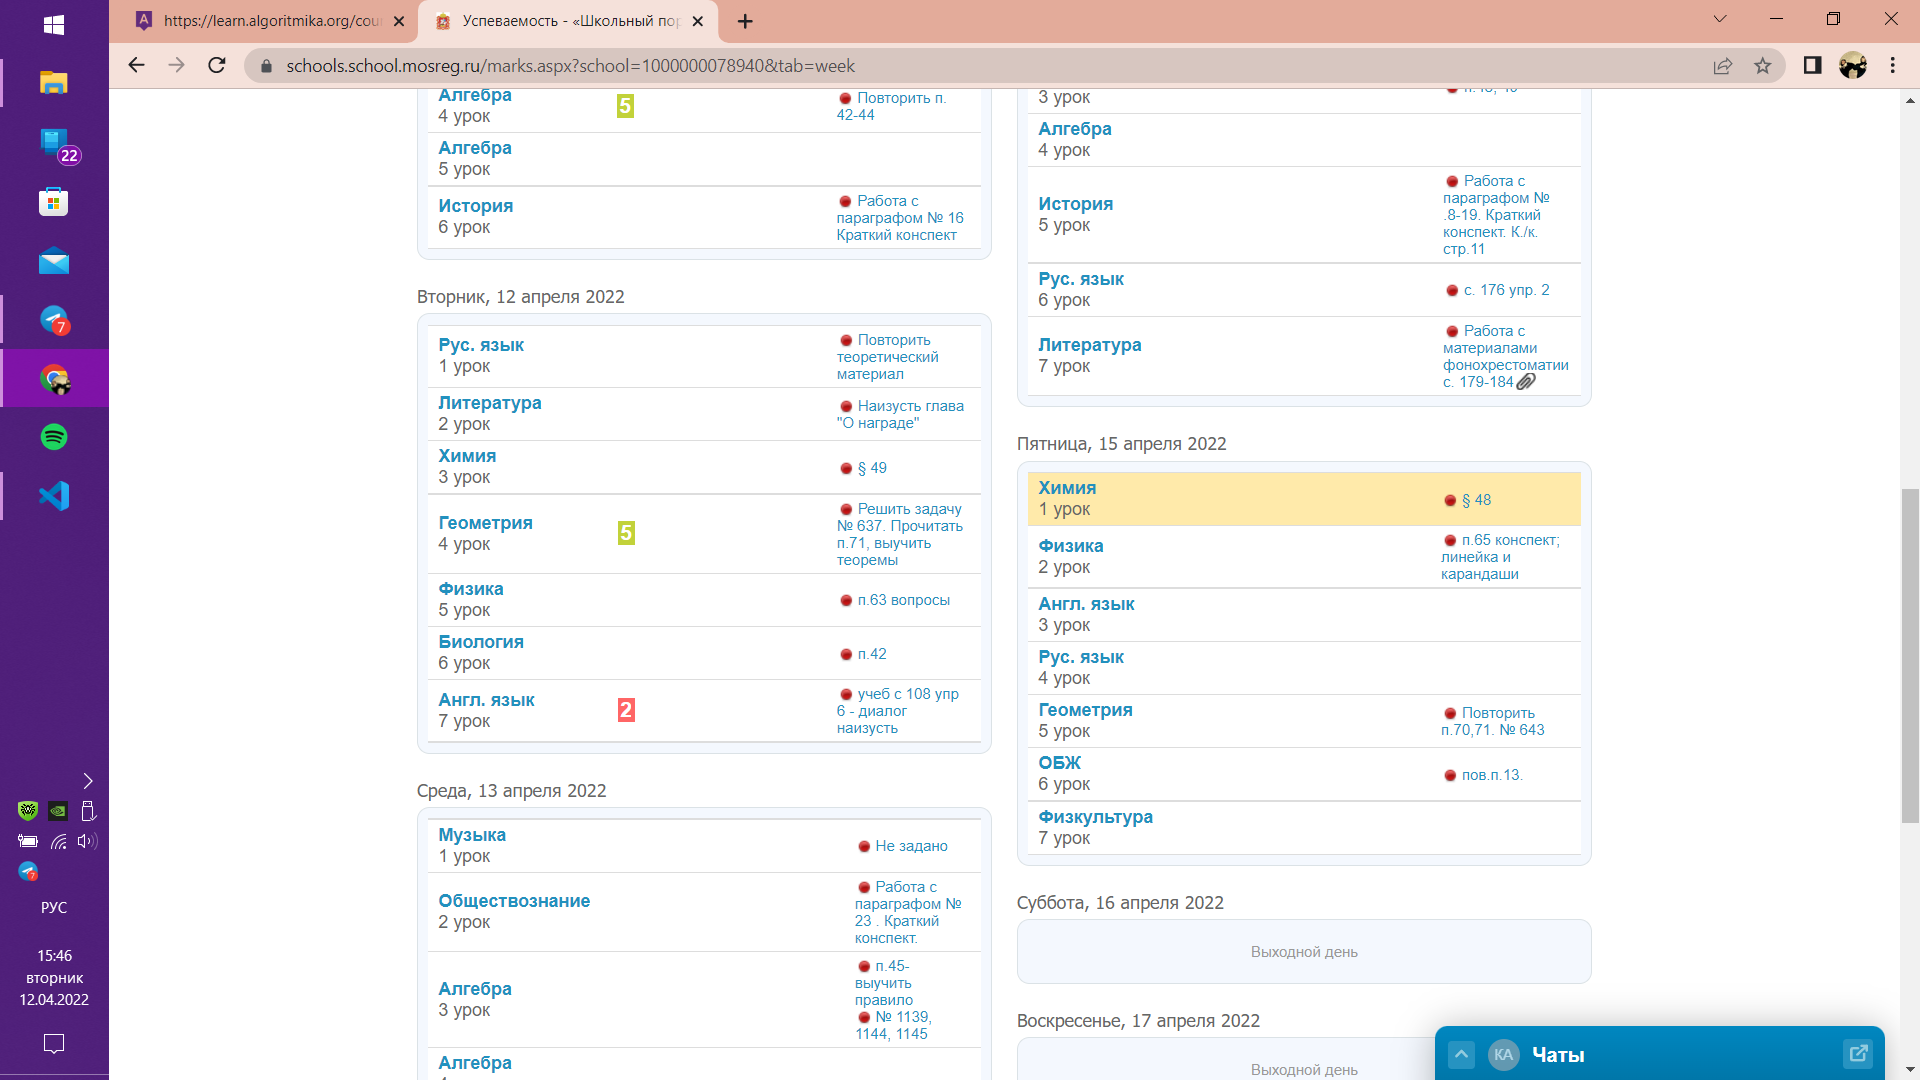 https://learn.algoritmika.org/cou
Успеваемость - «Школьный пор
schools.school.mosreg.ru/marks.aspx?school=1000000078940&tab=week
22
7
7
РУС
15:46
вторник
12.04.2022
Алгебра
4 урок
5
Повторить п.
42-44
Алгебра
5 урок
История
6 урок
Работа с
параграфом № 16
Краткий конспект
Вторник, 12 апреля 2022
Рус. язык
1 урок
Повторить
теоретический
материал
Литература
2 урок
Наизусть глава
"О награде"
Химия
3 урок
§ 49
Геометрия
4 урок
5
Решить задачу
№ 637. Прочитать
п.71, выучить
теоремы
Физика
5 урок
п.63 вопросы
Биология
6 урок
п.42
Англ. язык
7 урок
2
учеб с 108 упр
6 - диалог
наизусть
Среда, 13 апреля 2022
Музыка
1 урок
Не задано
Обществознание
2 урок
Работа с
параграфом №
23 . Краткий
конспект.
Алгебра
3 урок
п.45-
выучить
правило
№ 1139,
1144, 1145
Алгебра
3 урок
Алгебра
4 урок
История
5 урок
Работа с
параграфом №
.8-19. Краткий
конспект. К./к.
стр.11
Рус. язык
6 урок
с. 176 упр. 2
Литература
7 урок
Работа с
материалами
фонохрестоматии
с. 179-184
Пятница, 15 апреля 2022
Химия
1 урок
§ 48
Физика
2 урок
п.65 конспект;
линейка и
карандаши
Англ. язык
3 урок
Рус. язык
4 урок
Геометрия
5 урок
Повторить
п.70,71. № 643
ОБЖ
6 урок
пов.п.13.
Физкультура
7 урок
Суббота, 16 апреля 2022
Выходной день
Воскресенье, 17 апреля 2022
Выходной день
КА
Чаты